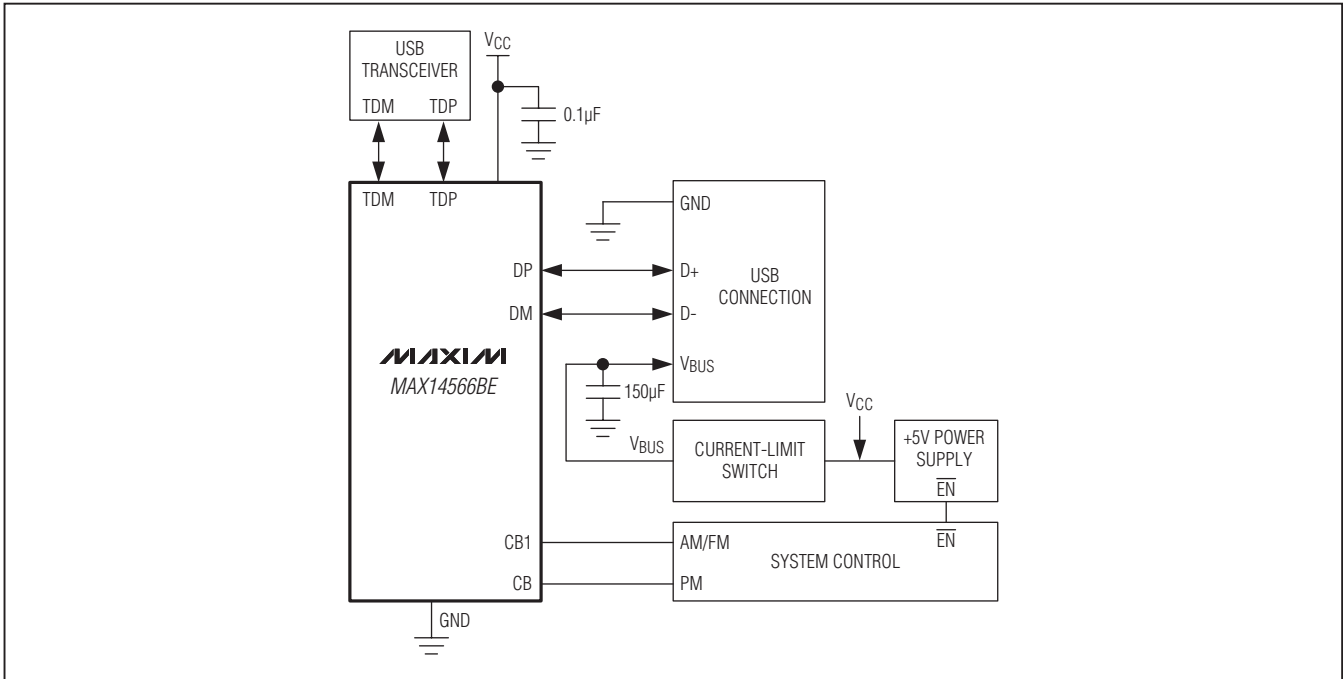 USB
TRANSCEIVER
TDM TDP
VCC
0.1µF
TDM TDP
DP
DM
MAXIM
MAX14566BE
CB1
CB
GND
GND
D+
D-
VBUS
USB
CONNECTION
150µF
VBUS
CURRENT-LIMIT
SWITCH
VCC
+5V POWER
SUPPLY
EN
EN
AM/FM
PM
SYSTEM CONTROL